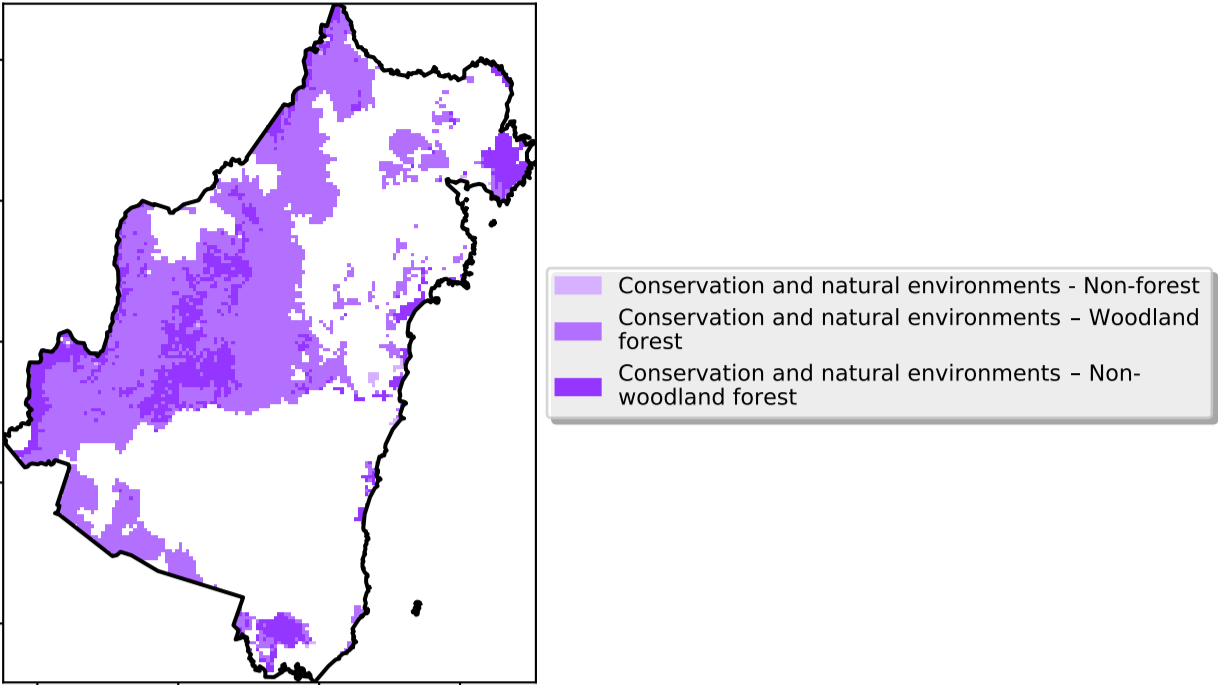 Conservation and natural environments - Non-forest
Conservation and natural environments – Woodland
forest
Conservation and natural environments – Non-
woodland forest